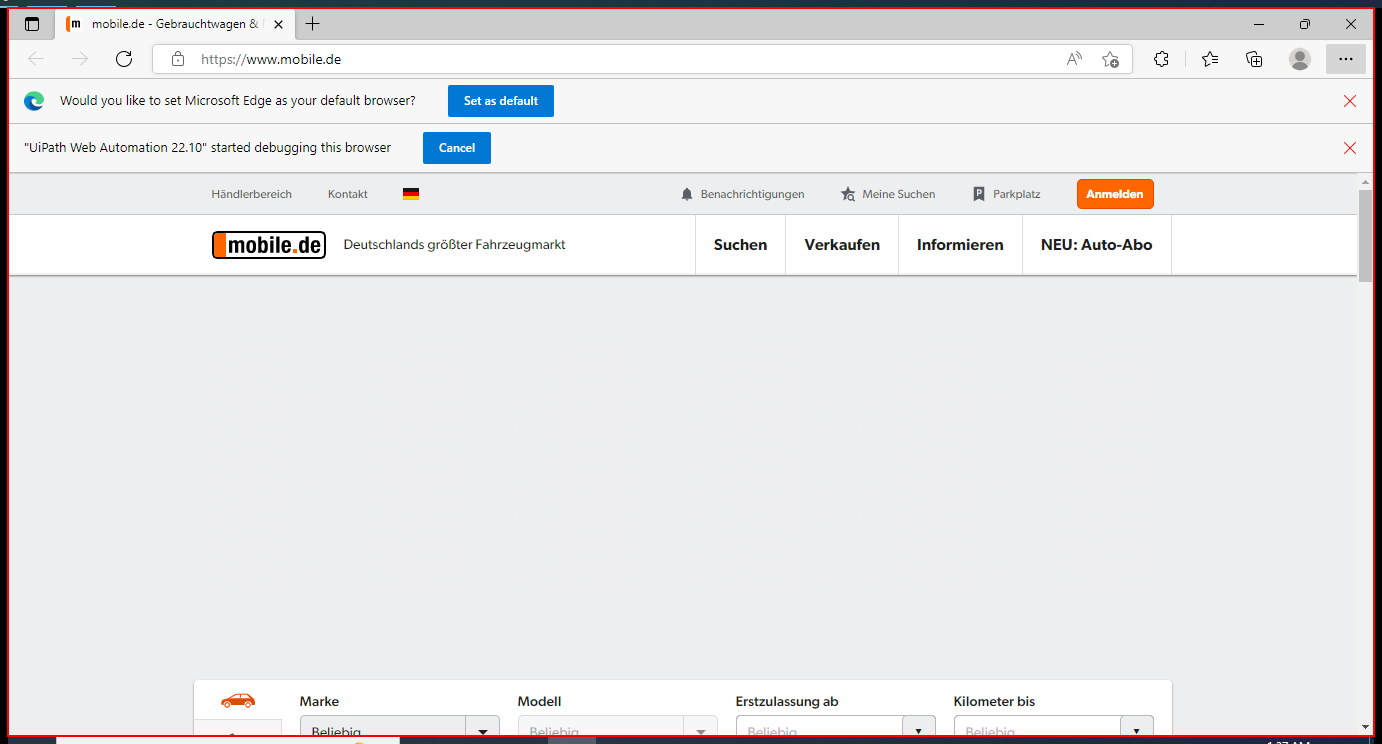 mobile.de - Gebrauchtwagen &
https://www.mobile.de
Would you like to set Microsoft Edge as your default browser? Set as default
"UiPath Web Automation 22.10" started debugging this browser Cancel
Händlerbereich Kontakt Benachrichtigungen Meine Suchen Parkplatz Anmelden
mobile.de Deutschlands größter Fahrzeugmarkt Suchen Verkaufen Informieren NEU: Auto-Abo
Marke Modell Erstzulassung ab Kilometer bis
Beliebig Beliebig Beliebig Beliebig